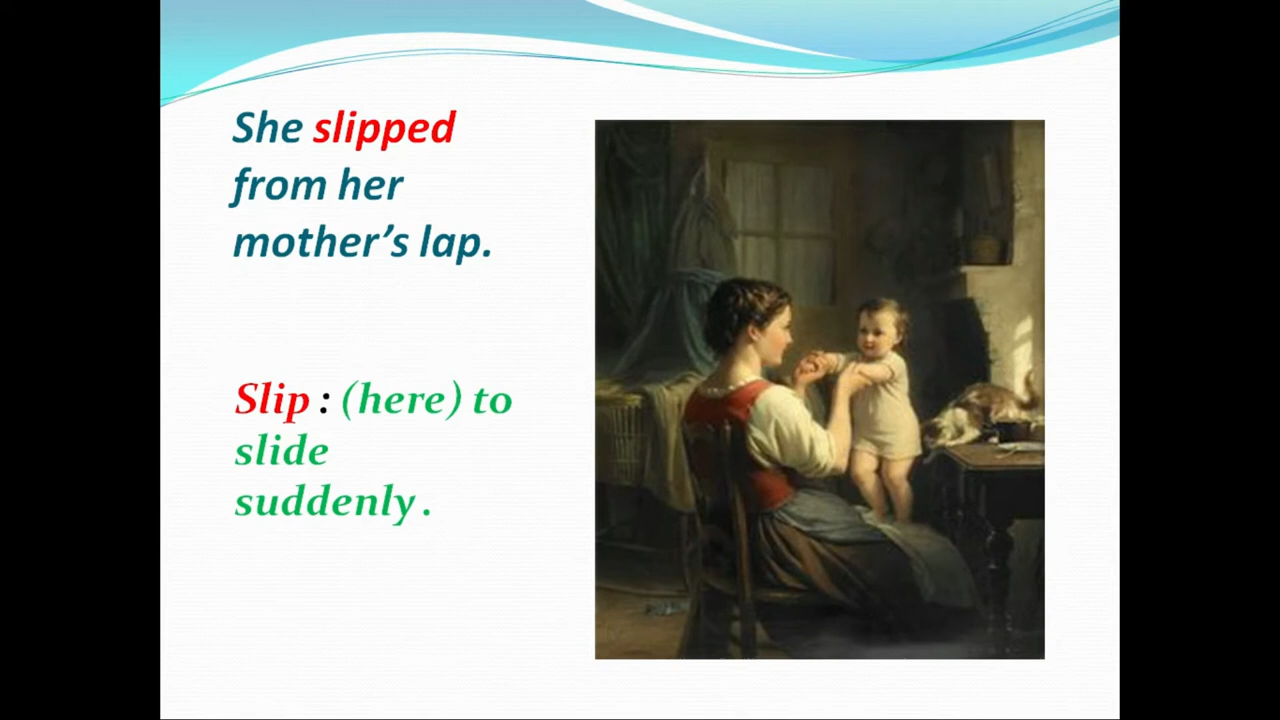 She slipped
from her
mother’s lap.
Slip : (here) to
slide
suddenly .